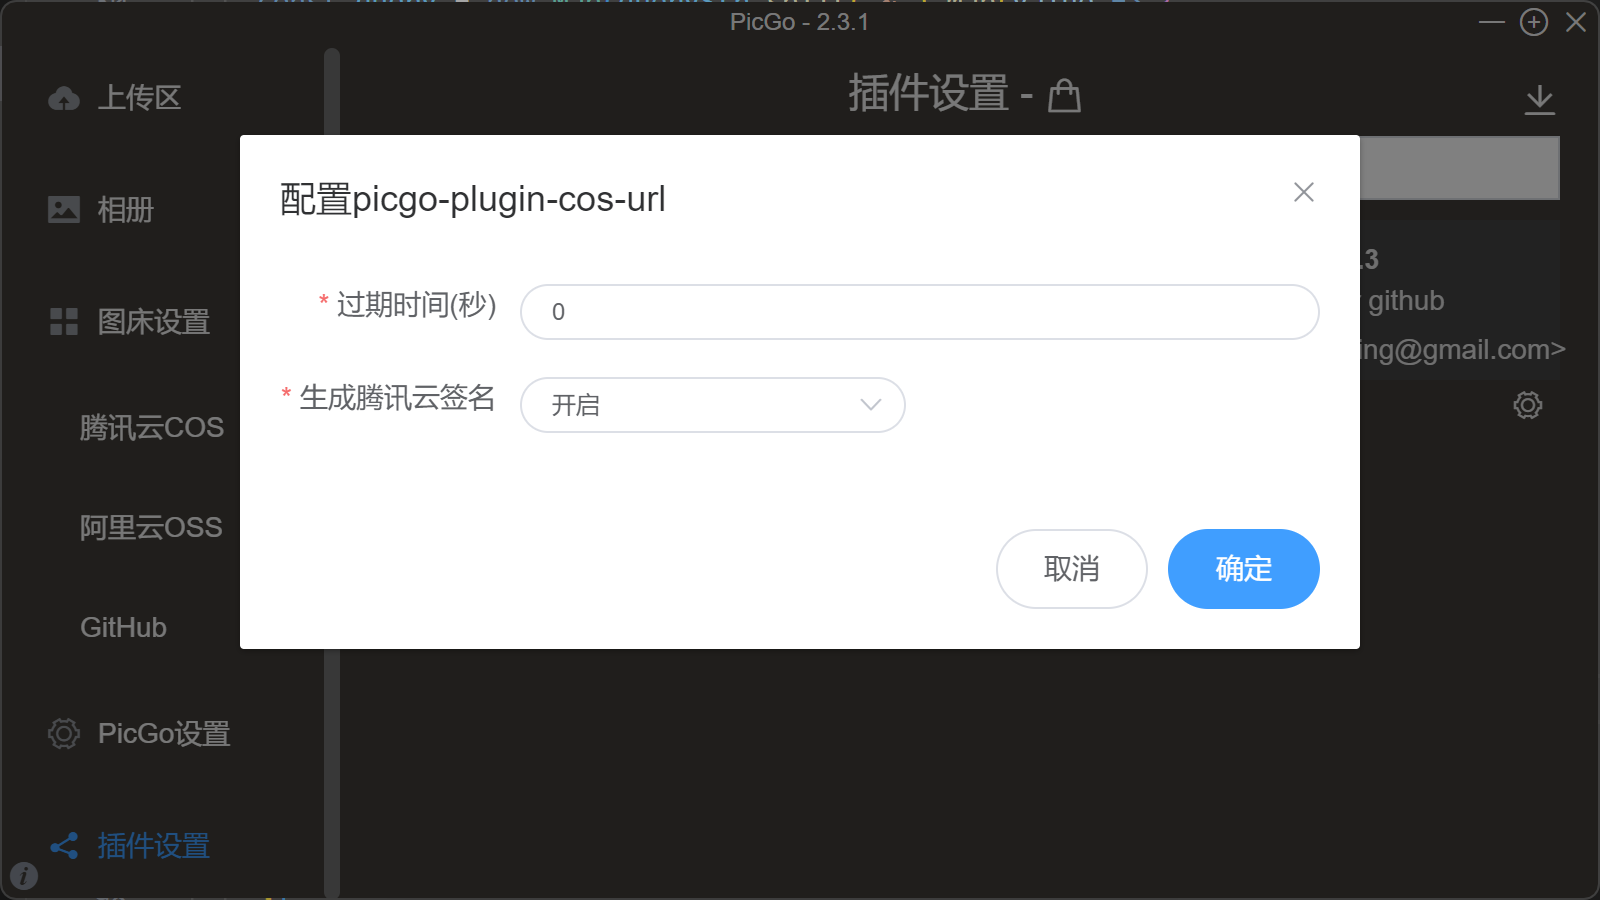 PicGo - 2.3.1
上传区
相册
图床设置
腾讯云COS
阿里云OSS
GitHub
PicGo设置
插件设置
插件设置 -
.3
github
ing@gmail.com>
配置picgo-plugin-cos-url
* 过期时间(秒)
0
* 生成腾讯云签名
开启
取消
确定